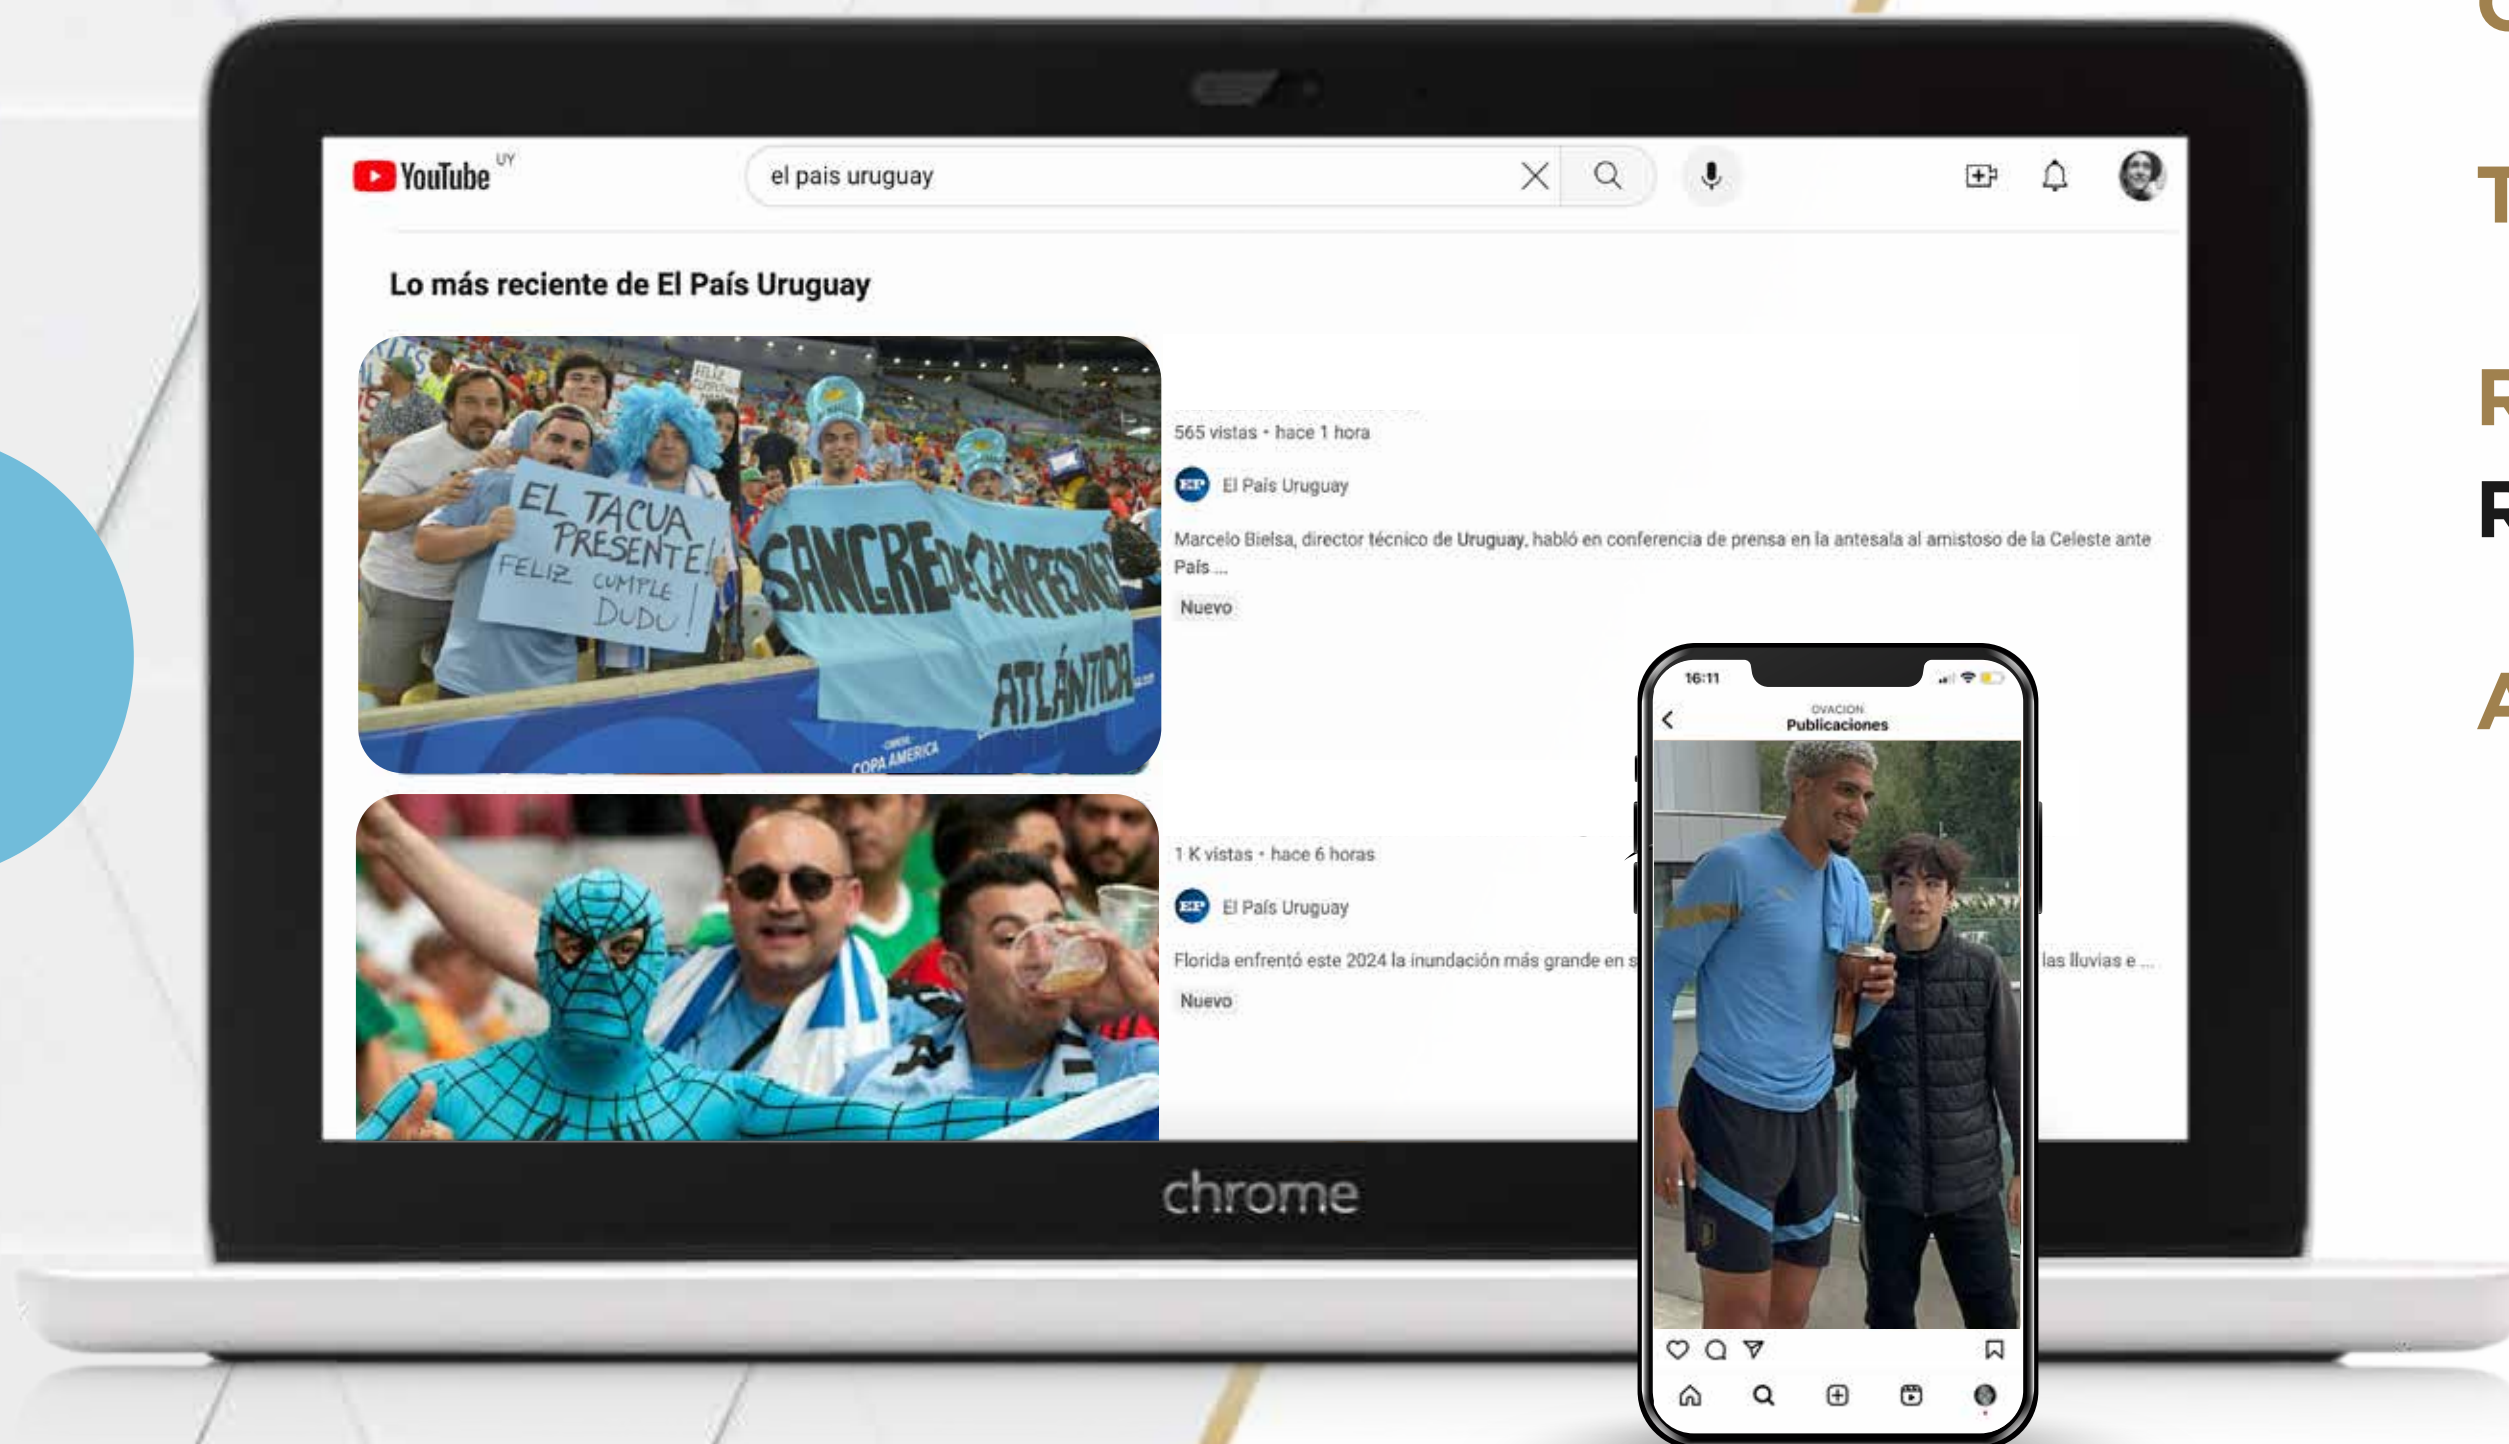 YouTube UY
el pais uruguay
Lo más reciente de El País Uruguay
FELIZ
EL TACUA
PRESENTE!
FELIZ CUMPLE
DUDU!
SANGRE DE CAMPEONES
ATLÁNTIDA
COPA AMERICA
565 vistas • hace 1 hora
EP El País Uruguay
Marcelo Bielsa, director técnico de Uruguay, habló en conferencia de prensa en la antesala al amistoso de la Celeste ante
País ...
Nuevo
1 K vistas • hace 6 horas
EP El País Uruguay
Florida enfrentó este 2024 la inundación más grande en s
las lluvias e ...
Nuevo
16:11
OVACION
Publicaciones
chrome
T
R
R
A